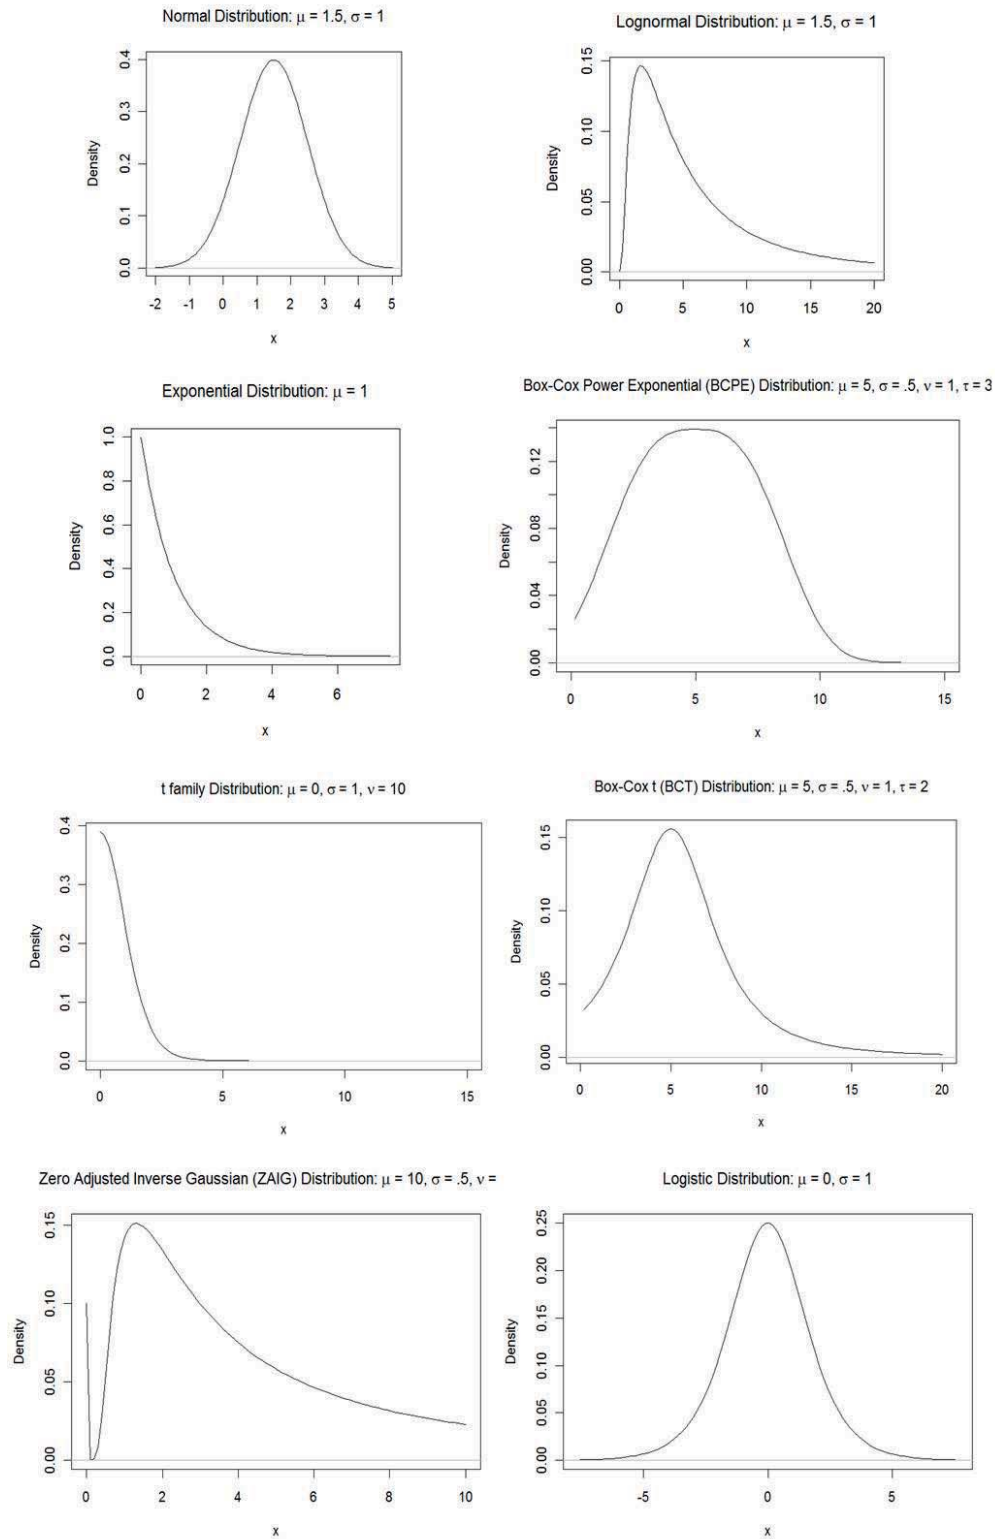 Normal Distribution: μ = 1.5, σ = 1
Density
0.0 0.1 0.2 0.3 0.4
-2 -1 0 1 2 3 4 5
x
Lognormal Distribution: μ = 1.5, σ = 1
Density
0.00 0.05 0.10 0.15
0 5 10 15 20
x
Exponential Distribution: μ = 1
Density
0.0 0.2 0.4 0.6 0.8 1.0
0 2 4 6
x
Box-Cox Power Exponential (BCPE) Distribution: μ = 5, σ = .5, ν = 1, τ = 3
Density
0.00 0.04 0.08 0.12
0 5 10 15
x
t family Distribution: μ = 0, σ = 1, ν = 10
Density
0.0 0.1 0.2 0.3 0.4
0 5 10 15
x
Box-Cox t (BCT) Distribution: μ = 5, σ = .5, ν = 1, τ = 2
Density
0.00 0.05 0.10 0.15
0 5 10 15 20
x
Zero Adjusted Inverse Gaussian (ZAIG) Distribution: μ = 10, σ = .5, ν =
Density
0.00 0.05 0.10 0.15
0 2 4 6 8 10
x
Logistic Distribution: μ = 0, σ = 1
Density
0.00 0.05 0.10 0.15 0.20 0.25
-5 0 5
x